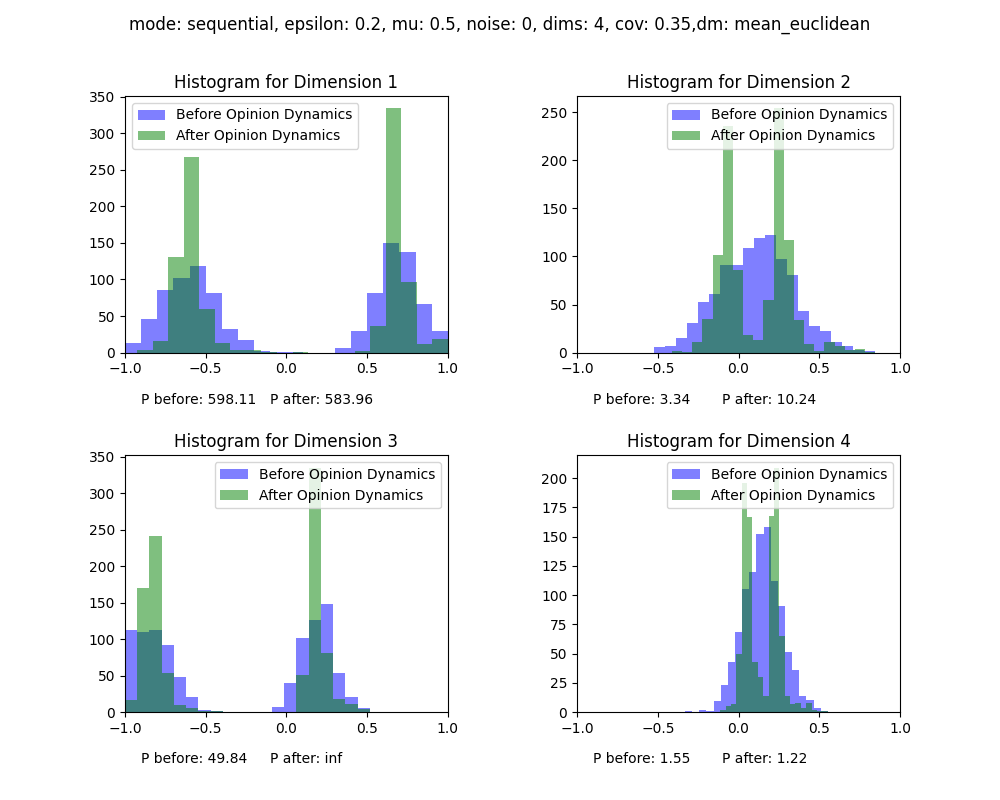 mode: sequential, epsilon: 0.2, mu: 0.5, noise: 0, dims: 4, cov: 0.35,dm: mean_euclidean
Histogram for Dimension 1
Before Opinion Dynamics
After Opinion Dynamics
350
300
250
200
150
100
50
0
−1.0 −0.5 0.0 0.5 1.0
P before: 598.11 P after: 583.96
Histogram for Dimension 2
Before Opinion Dynamics
After Opinion Dynamics
250
200
150
100
50
0
−1.0 −0.5 0.0 0.5 1.0
P before: 3.34 P after: 10.24
Histogram for Dimension 3
Before Opinion Dynamics
After Opinion Dynamics
350
300
250
200
150
100
50
0
−1.0 −0.5 0.0 0.5 1.0
P before: 49.84 P after: inf
Histogram for Dimension 4
Before Opinion Dynamics
After Opinion Dynamics
200
175
150
125
100
75
50
25
0
−1.0 −0.5 0.0 0.5 1.0
P before: 1.55 P after: 1.22